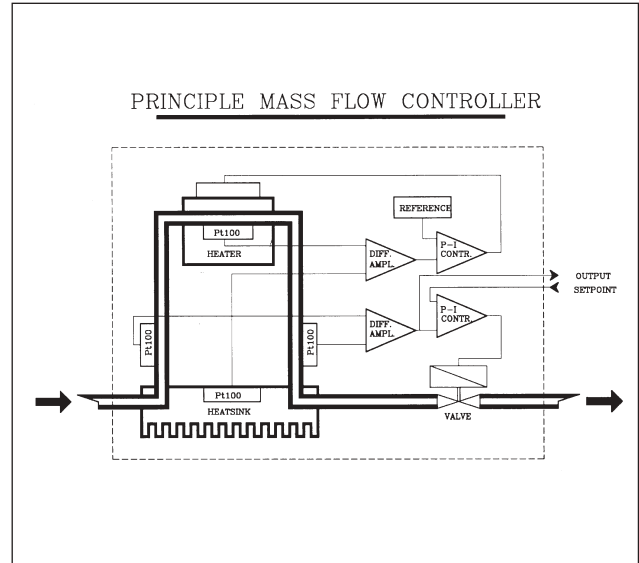 PRINCIPLE MASS FLOW CONTROLLER
Pt100
HEATER
REFERENCE
P-I
CONTR.
DIFF.
AMPL.
OUTPUT
SETPOINT
P-I
CONTR.
DIFF.
AMPL.
Pt100
Pt100
Pt100
HEATSINK
VALVE